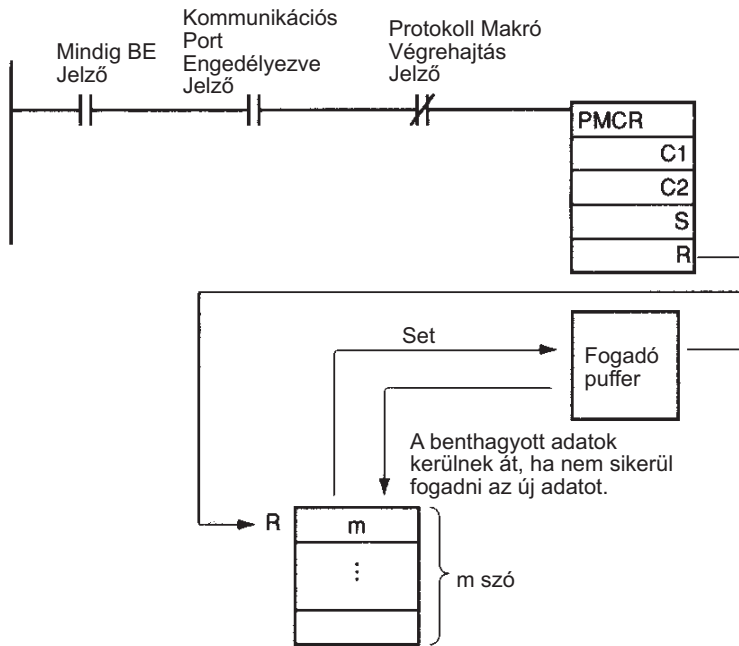 Mindig BE
Jelző
Kommunikációs
Port
Engedélyezve
Jelző
Protokoll Makró
Végrehajtás
Jelző
PMCR
C1
C2
S
R
Set
Fogadó
puffer
A benthagyott adatok
kerülnek át, ha nem sikerül
fogadni az új adatot.
R
m
⋮
m szó